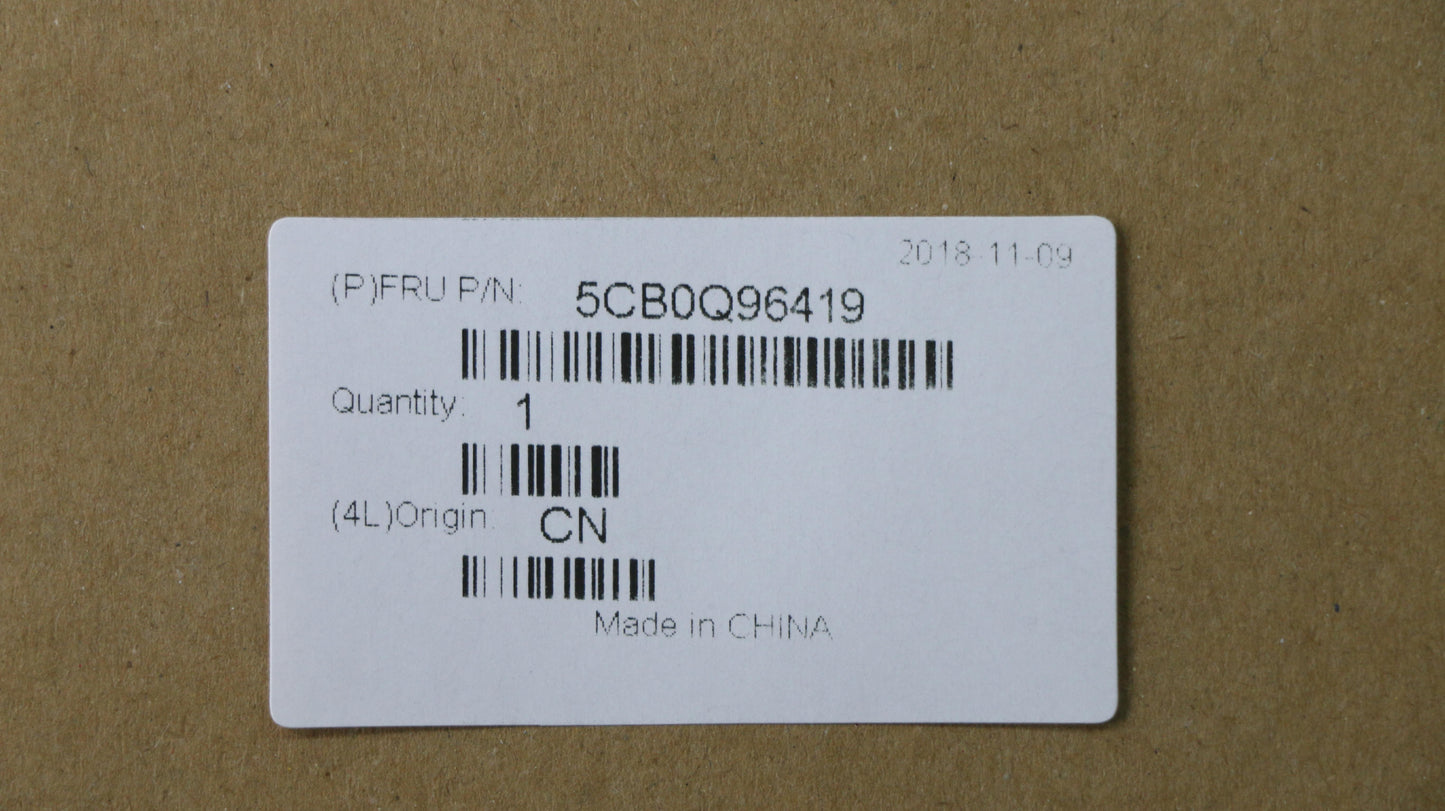 2018-11-09
(P)FRU P/N: 5CB0Q96419
Quantity: 1
(4L)Origin: CN
Made in CHINA